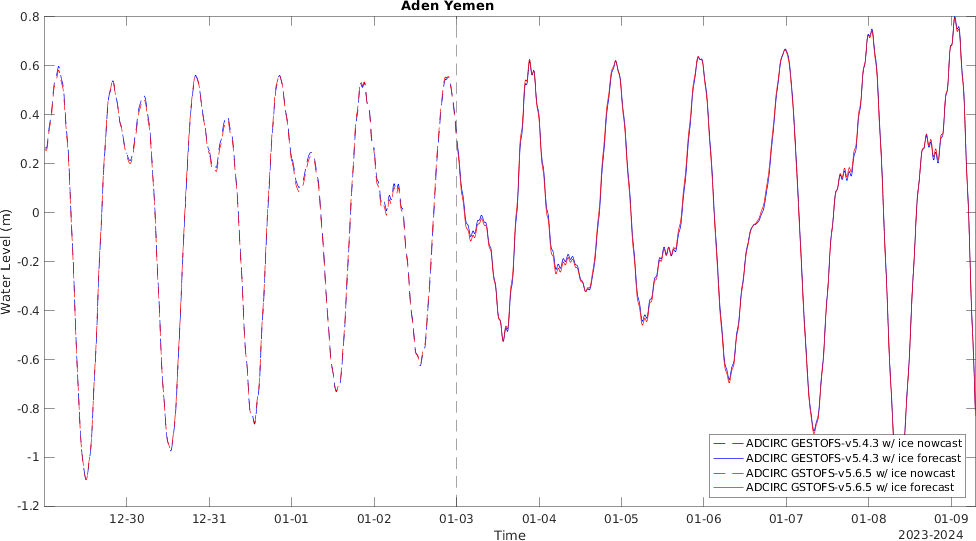 Aden Yemen
0.8
0.6
0.4
0.2
0
-0.2
-0.4
-0.6
-0.8
-1
-1.2
Water Level (m)
ADCIRC GESTOFS-v5.4.3 w/ ice nowcast
ADCIRC GESTOFS-v5.4.3 w/ ice forecast
ADCIRC GSTOFS-v5.6.5 w/ ice nowcast
ADCIRC GSTOFS-v5.6.5 w/ ice forecast
12-30 12-31 01-01 01-02 01-03 01-04 01-05 01-06 01-07 01-08 01-09
Time
2023-2024